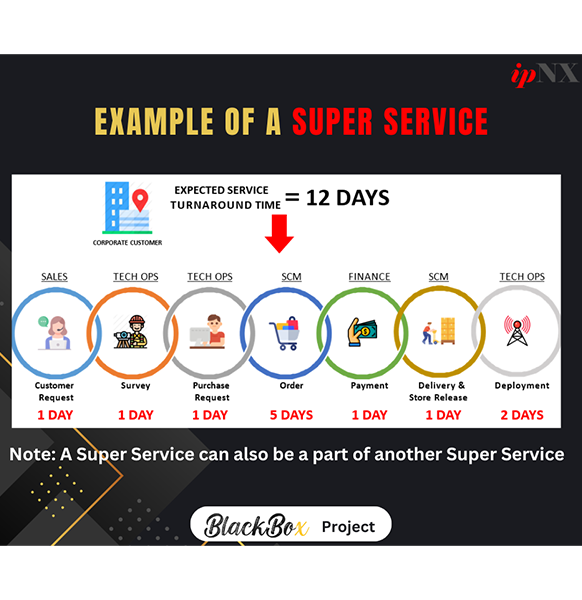 ipNX
EXAMPLE OF A SUPER SERVICE
EXPECTED SERVICE
TURNAROUND TIME = 12 DAYS
CORPORATE CUSTOMER
SALES TECH OPS TECH OPS SCM FINANCE SCM TECH OPS
Customer Request Survey Purchase Request Order Payment Delivery & Store Release Deployment
1 DAY 1 DAY 1 DAY 5 DAYS 1 DAY 1 DAY 2 DAYS
Note: A Super Service can also be a part of another Super Service
BlackBox Project